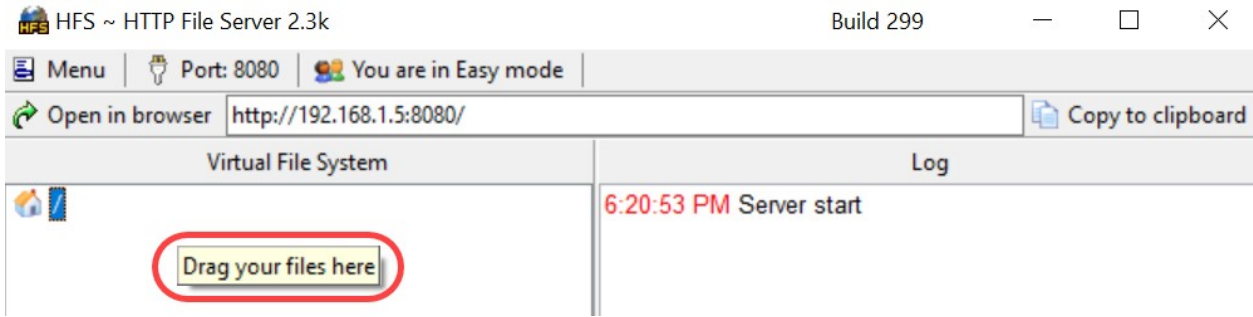 HFS ~ HTTP File Server 2.3k Build 299
Menu Port: 8080 You are in Easy mode
Open in browser http://192.168.1.5:8080/ Copy to clipboard
Virtual File System Log
/ 6:20:53 PM Server start
Drag your files here